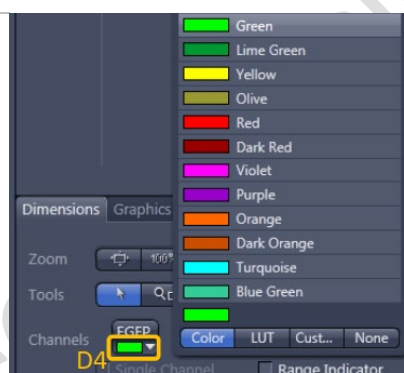 Green
Lime Green
Yellow
Olive
Red
Dark Red
Violet
Purple
Orange
Dark Orange
Turquoise
Blue Green
Color LUT Cust... None
Dimensions Graphics
Zoom 100%
Tools
Channels EGFP
D4
Single Channel Range Indicator